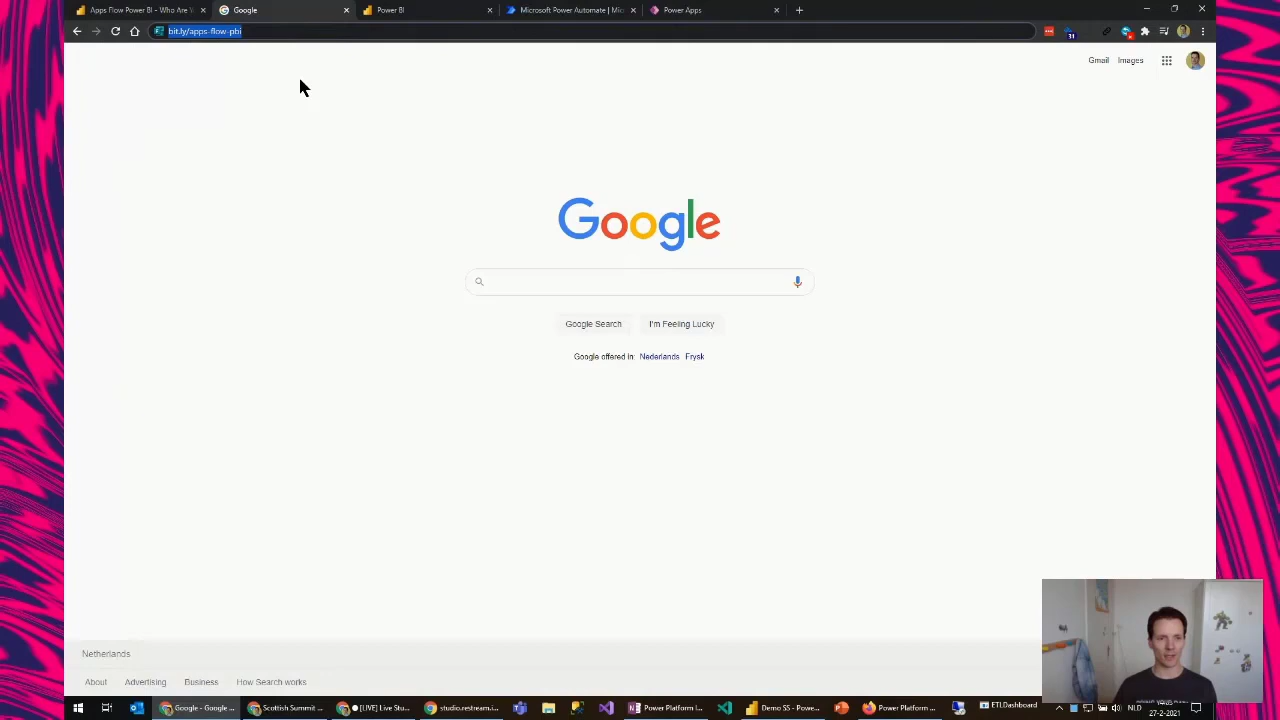 Apps Flow Power BI - Who Are Y
Google
Power BI
Microsoft Power Automate | Mic
Power Apps
bit.ly/apps-flow-pbi
31
Gmail
Images
Google
Google Search
I'm Feeling Lucky
Google offered in: Nederlands Frysk
Netherlands
About
Advertising
Business
How Search works
Google - Google ...
Scottish Summit ...
[LIVE] Live Stu...
studio.restream.i...
Power Platform I...
Demo SS - Powe...
Power Platform ...
ETLDashboard
NLD
27-2-2021